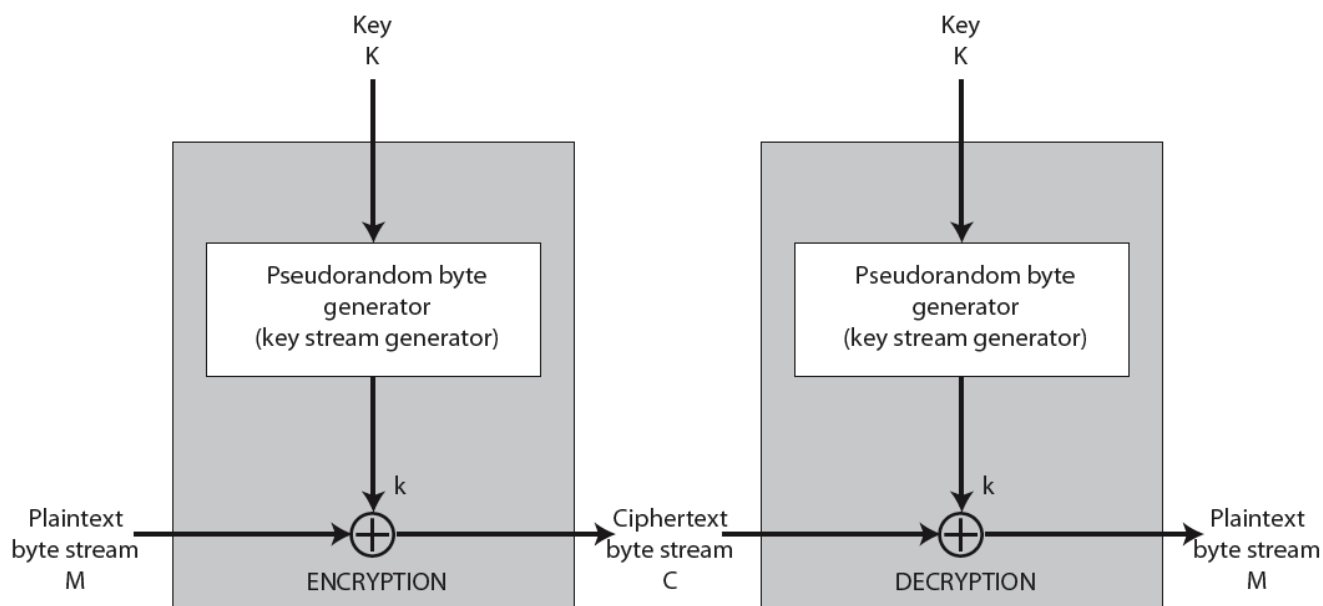 Key
K
Key
K
Pseudorandom byte
generator
(key stream generator)
Pseudorandom byte
generator
(key stream generator)
k
k
Plaintext
byte stream
M
ENCRYPTION
Ciphertext
byte stream
C
DECRYPTION
Plaintext
byte stream
M